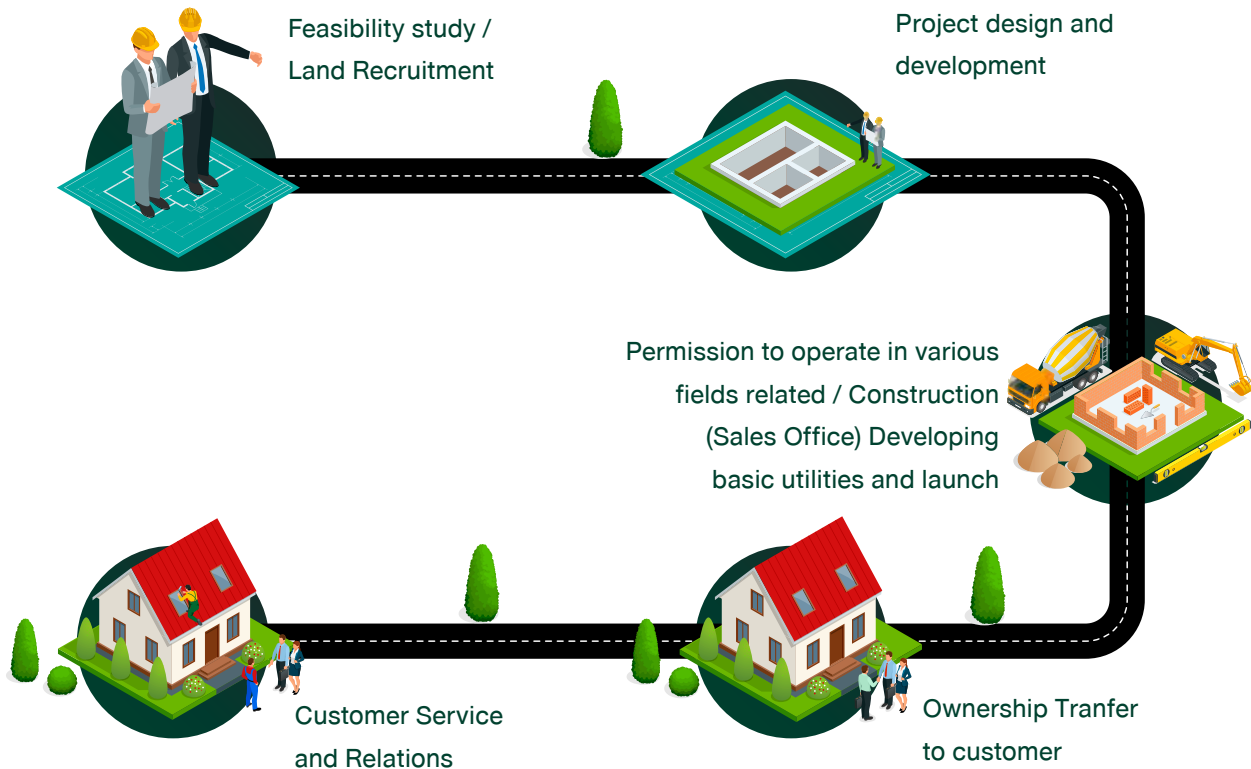 Feasibility study /
Land Recruitment
Project design and
development
Permission to operate in various
fields related / Construction
(Sales Office) Developing
basic utilities and launch
Ownership Tranfer
to customer
Customer Service
and Relations